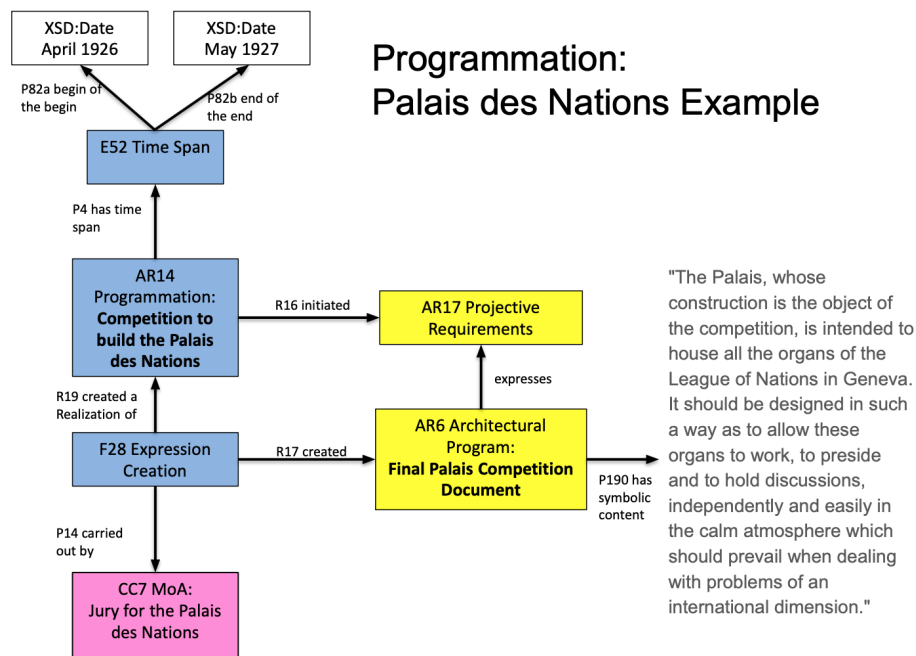 XSD:Date
April 1926
XSD:Date
May 1927
Programmation:
Palais des Nations Example
P82a begin of
the begin
P82b end of
the end
E52 Time Span
P4 has time
span
AR14
Programmation:
Competition to
build the Palais
des Nations
R16 initiated
AR17 Projective
Requirements
R19 created a
Realization of
expresses
F28 Expression
Creation
R17 created
AR6 Architectural
Program:
Final Palais Competition
Document
P190 has
symbolic
content
P14 carried
out by
CC7 MoA:
Jury for the Palais
des Nations
"The Palais, whose
construction is the object of
the competition, is intended to
house all the organs of the
League of Nations in Geneva.
It should be designed in such
a way as to allow these
organs to work, to preside
and to hold discussions,
independently and easily in
the calm atmosphere which
should prevail when dealing
with problems of an
international dimension."